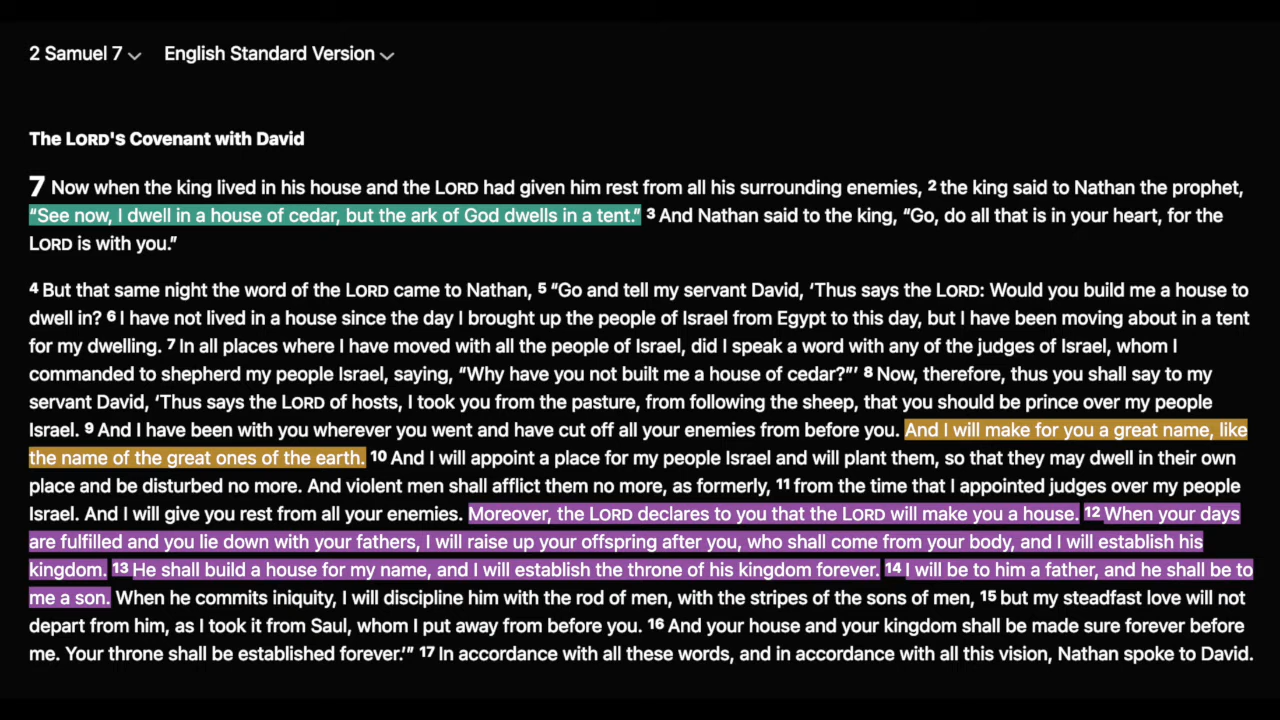 2 Samuel 7 English Standard Version
The LORD's Covenant with David
7 Now when the king lived in his house and the LORD had given him rest from all his surrounding enemies, 2 the king said to Nathan the prophet,
“See now, I dwell in a house of cedar, but the ark of God dwells in a tent.” 3 And Nathan said to the king, “Go, do all that is in your heart, for the
LORD is with you.”
4 But that same night the word of the LORD came to Nathan, 5 “Go and tell my servant David, ‘Thus says the LORD: Would you build me a house to
dwell in? 6 I have not lived in a house since the day I brought up the people of Israel from Egypt to this day, but I have been moving about in a tent
for my dwelling. 7 In all places where I have moved with all the people of Israel, did I speak a word with any of the judges of Israel, whom I
commanded to shepherd my people Israel, saying, “Why have you not built me a house of cedar?”’ 8 Now, therefore, thus you shall say to my
servant David, ‘Thus says the LORD of hosts, I took you from the pasture, from following the sheep, that you should be prince over my people
Israel. 9 And I have been with you wherever you went and have cut off all your enemies from before you. And I will make for you a great name, like
the name of the great ones of the earth. 10 And I will appoint a place for my people Israel and will plant them, so that they may dwell in their own
place and be disturbed no more. And violent men shall afflict them no more, as formerly, 11 from the time that I appointed judges over my people
Israel. And I will give you rest from all your enemies. Moreover, the LORD declares to you that the LORD will make you a house. 12 When your days
are fulfilled and you lie down with your fathers, I will raise up your offspring after you, who shall come from your body, and I will establish his
kingdom. 13 He shall build a house for my name, and I will establish the throne of his kingdom forever. 14 I will be to him a father, and he shall be to
me a son. When he commits iniquity, I will discipline him with the rod of men, with the stripes of the sons of men, 15 but my steadfast love will not
depart from him, as I took it from Saul, whom I put away from before you. 16 And your house and your kingdom shall be made sure forever before
me. Your throne shall be established forever.’” 17 In accordance with all these words, and in accordance with all this vision, Nathan spoke to David.